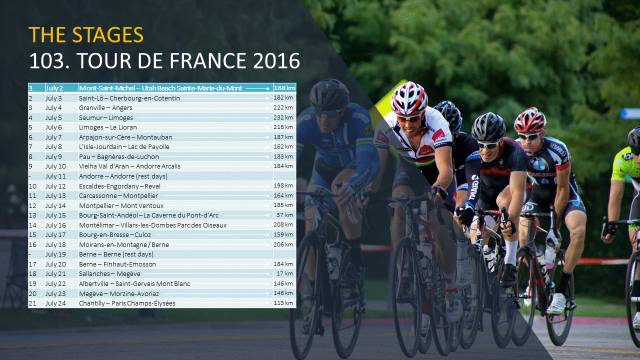 THE STAGES
103. TOUR DE FRANCE 2016
1 July 2 Mont-Saint-Michel – Utah Beach Sainte-Marie-du-Mont 188 km
2 July 3 Saint-Lô – Cherbourg-en-Cotentin 182 km
3 July 4 Granville – Angers 222 km
4 July 5 Saumur – Limoges 232 km
5 July 6 Limoges – Le Lioran 216 km
6 July 7 Arpajon-sur-Cère – Montauban 187 km
7 July 8 L'Isle-Jourdain – Lac de Payolle 162 km
8 July 9 Pau – Bagnères-de-Luchon 183 km
9 July 10 Vielha Val d'Aran – Andorre Arcalis 184 km
- July 11 Andorre – Andorre (rest days)
10 July 12 Escaldes-Engordany – Revel 198 km
11 July 13 Carcassonne – Montpellier 164 km
12 July 14 Montpellier – Mont Ventoux 185 km
13 July 15 Bourg-Saint-Andéol – La Caverne du Pont-d'Arc 37 km
14 July 16 Montélimar – Villars-les-Dombes Parc des Oiseaux 208 km
15 July 17 Bourg-en-Bresse – Culoz 159 km
16 July 18 Moirans-en-Montagne / Berne 206 km
- July 19 Berne – Berne (rest days)
17 July 20 Berne – Finhaut-Emosson 184 km
18 July 21 Sallanches – Megève 17 km
19 July 22 Albertville – Saint-Gervais Mont Blanc 146 km
20 July 23 Megève – Morzine-Avoriaz 146 km
21 July 24 Chantilly – Paris Champs-Élysées 113 km